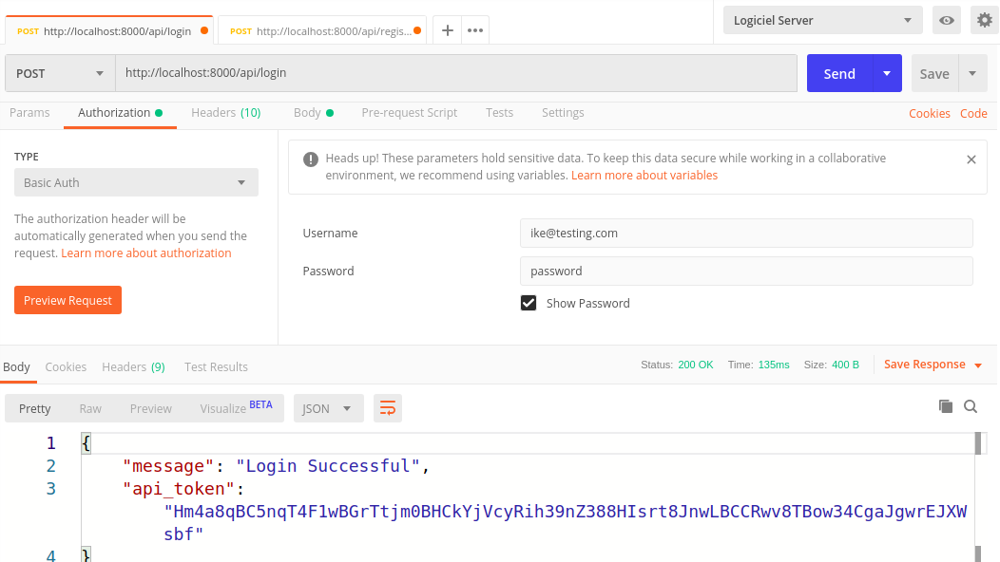 POST http://localhost:8000/api/login POST http://localhost:8000/api/regis... + ••• Logiciel Server
POST http://localhost:8000/api/login Send Save
Params Authorization Headers (10) Body Pre-request Script Tests Settings Cookies Code
TYPE
Basic Auth
The authorization header will be
automatically generated when you send the
request. Learn more about authorization
Preview Request
Heads up! These parameters hold sensitive data. To keep this data secure while working in a collaborative
environment, we recommend using variables. Learn more about variables
Username ike@testing.com
Password password
Show Password
Body Cookies Headers (9) Test Results Status: 200 OK Time: 135ms Size: 400 B Save Response
Pretty Raw Preview Visualize BETA JSON
1 {
2 "message": "Login Successful",
3 "api_token":
"Hm4a8qBC5nqT4F1wBGrTtjm0BHCkYjVcyRih39nZ388HIsrt8JnwLBCCRwv8TBow34CgaJgwrEJXW
sbf"
4 }